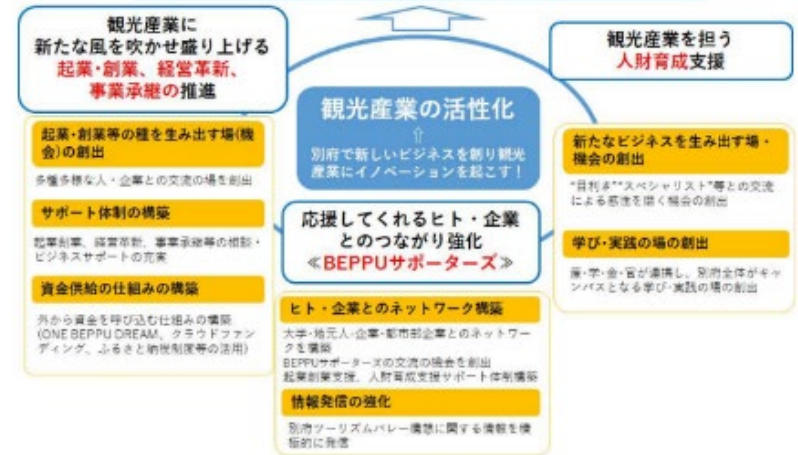 観光産業に
新たな風を吹かせ盛り上げる
起業・創業、経営革新、
事業承継の推進
起業・創業等の種を生み出す場(機
会)の創出
多種多様な人・企業との交流の場を創出
サポート体制の構築
起業創業、経営革新、事業承継等の相談・
ビジネスサポートの充実
資金供給の仕組みの構築
外から資金を呼び込む仕組みの構築
(ONE BEPPU DREAM、クラウドファン
ディング、ふるさと納税制度等の活用)
観光産業の活性化
⇧
別府で新しいビジネスを創り観光
産業にイノベーションを起こす!
応援してくれるヒト・企業
とのつながり強化
≪BEPPUサポーターズ≫
ヒト・企業とのネットワーク構築
大学・地元人・企業・都市部企業とのネットワー
クを構築
BEPPUサポーターズの交流の機会を創出
起業創業支援、人財育成支援サポート体制構築
情報発信の強化
別府ツーリズムバレー構想に関する情報を積
極的に発信
観光産業を担う
人財育成支援
新たなビジネスを生み出す場・
機会の創出
"目利き""スペシャリスト"等との交流
による感性を磨く機会の創出
学び・実践の場の創出
産・学・金・官が連携し、別府全体がキャ
ンパスとなる学び・実践の場の創出